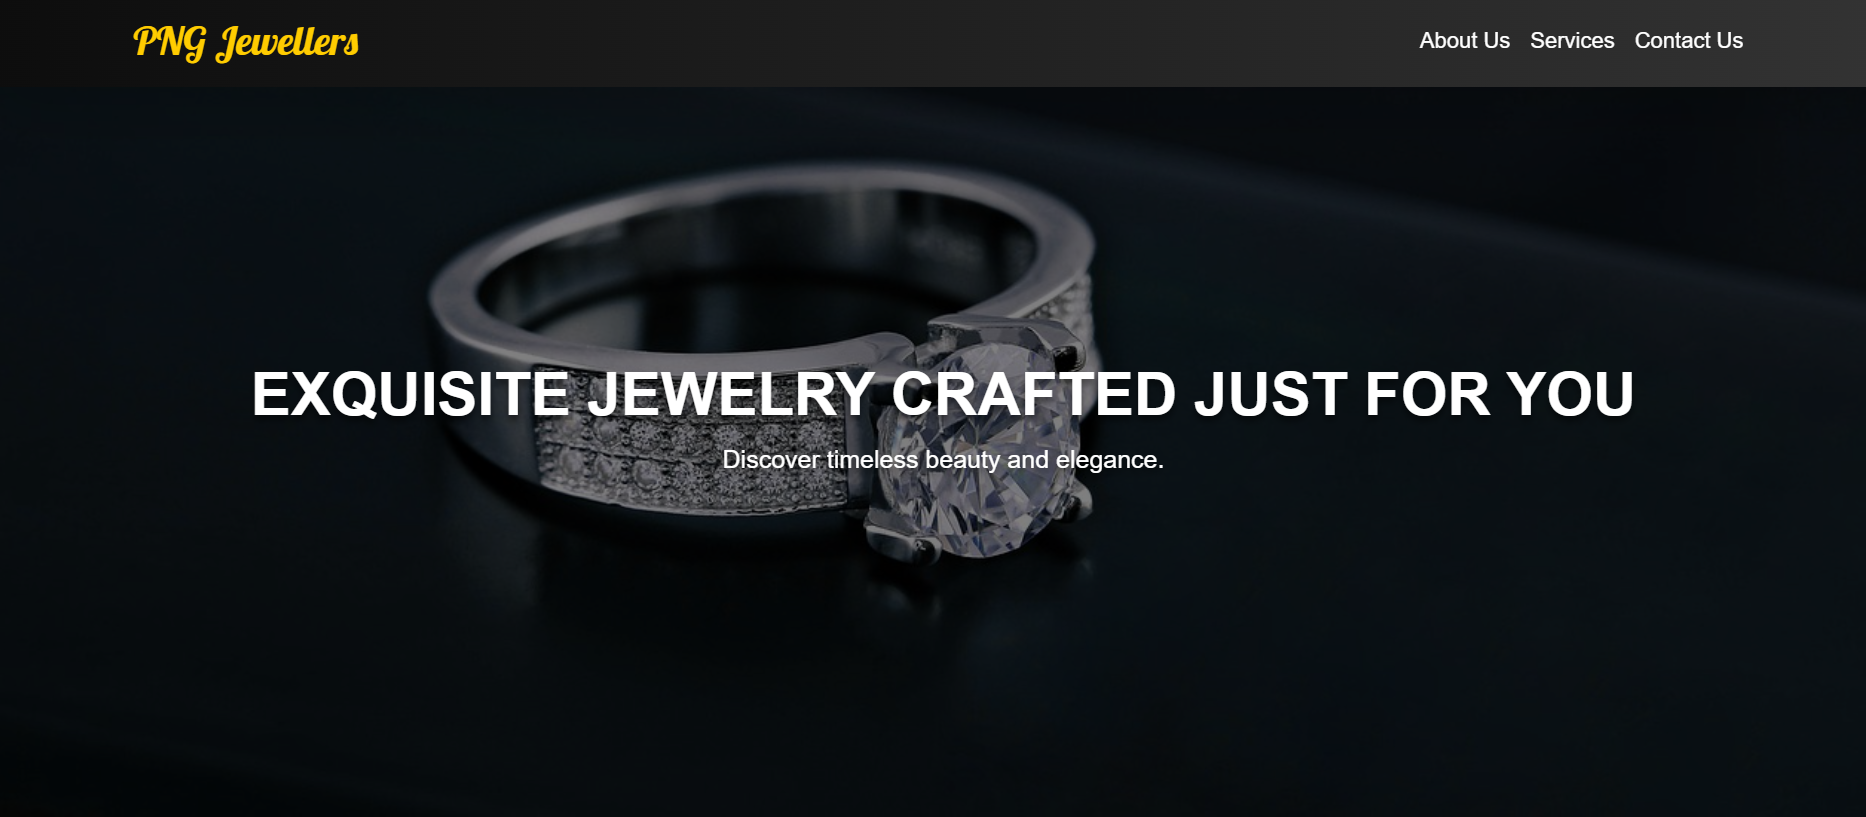 PNG Jewellers
About Us Services Contact Us
EXQUISITE JEWELRY CRAFTED JUST FOR YOU
Discover timeless beauty and elegance.